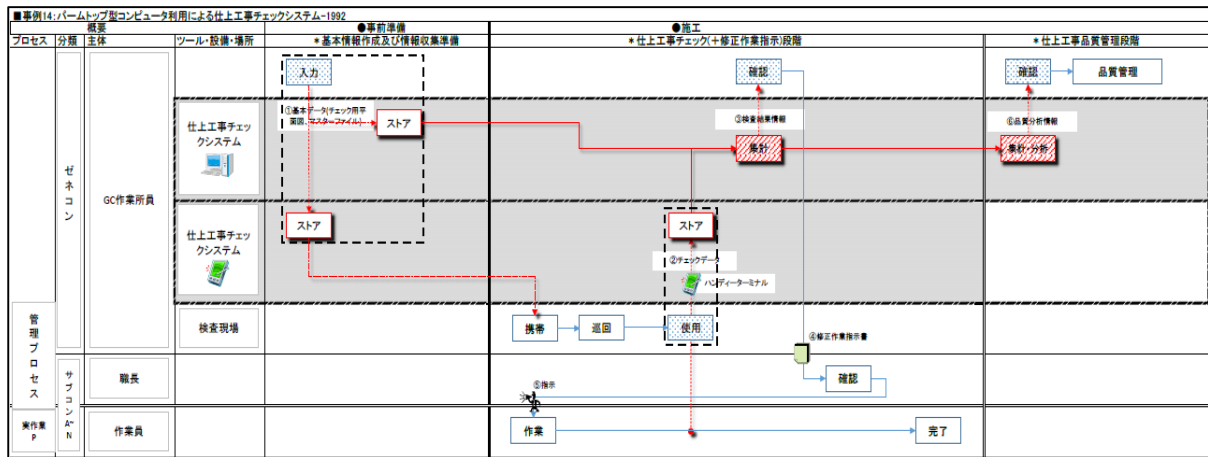 ■事例14:パームトップ型コンピュータ利用による仕上工事チェックシステム-1992
概要
●事前準備
●施工
プロセス
分類
主体
ツール・設備・場所
*基本情報作成及び情報収集準備
*仕上工事チェック(+修正作業指示)段階
*仕上工事品質管理段階
入力
確認
確認
品質管理
①基本データ(チェック用平
面図、マスターファイル)
ストア
③検査結果情報
⑥品質分析情報
仕上工事チェッ
クシステム
集計
集計・分析
ゼネコン
GC作業所員
仕上工事チェッ
クシステム
ストア
ストア
②チェックデータ
ハンディーターミナル
管理プロセス
検査現場
携帯
巡回
使用
④修正作業指示書
サブコンA~N
職長
確認
⑤指示
実作業
P
作業員
作業
完了